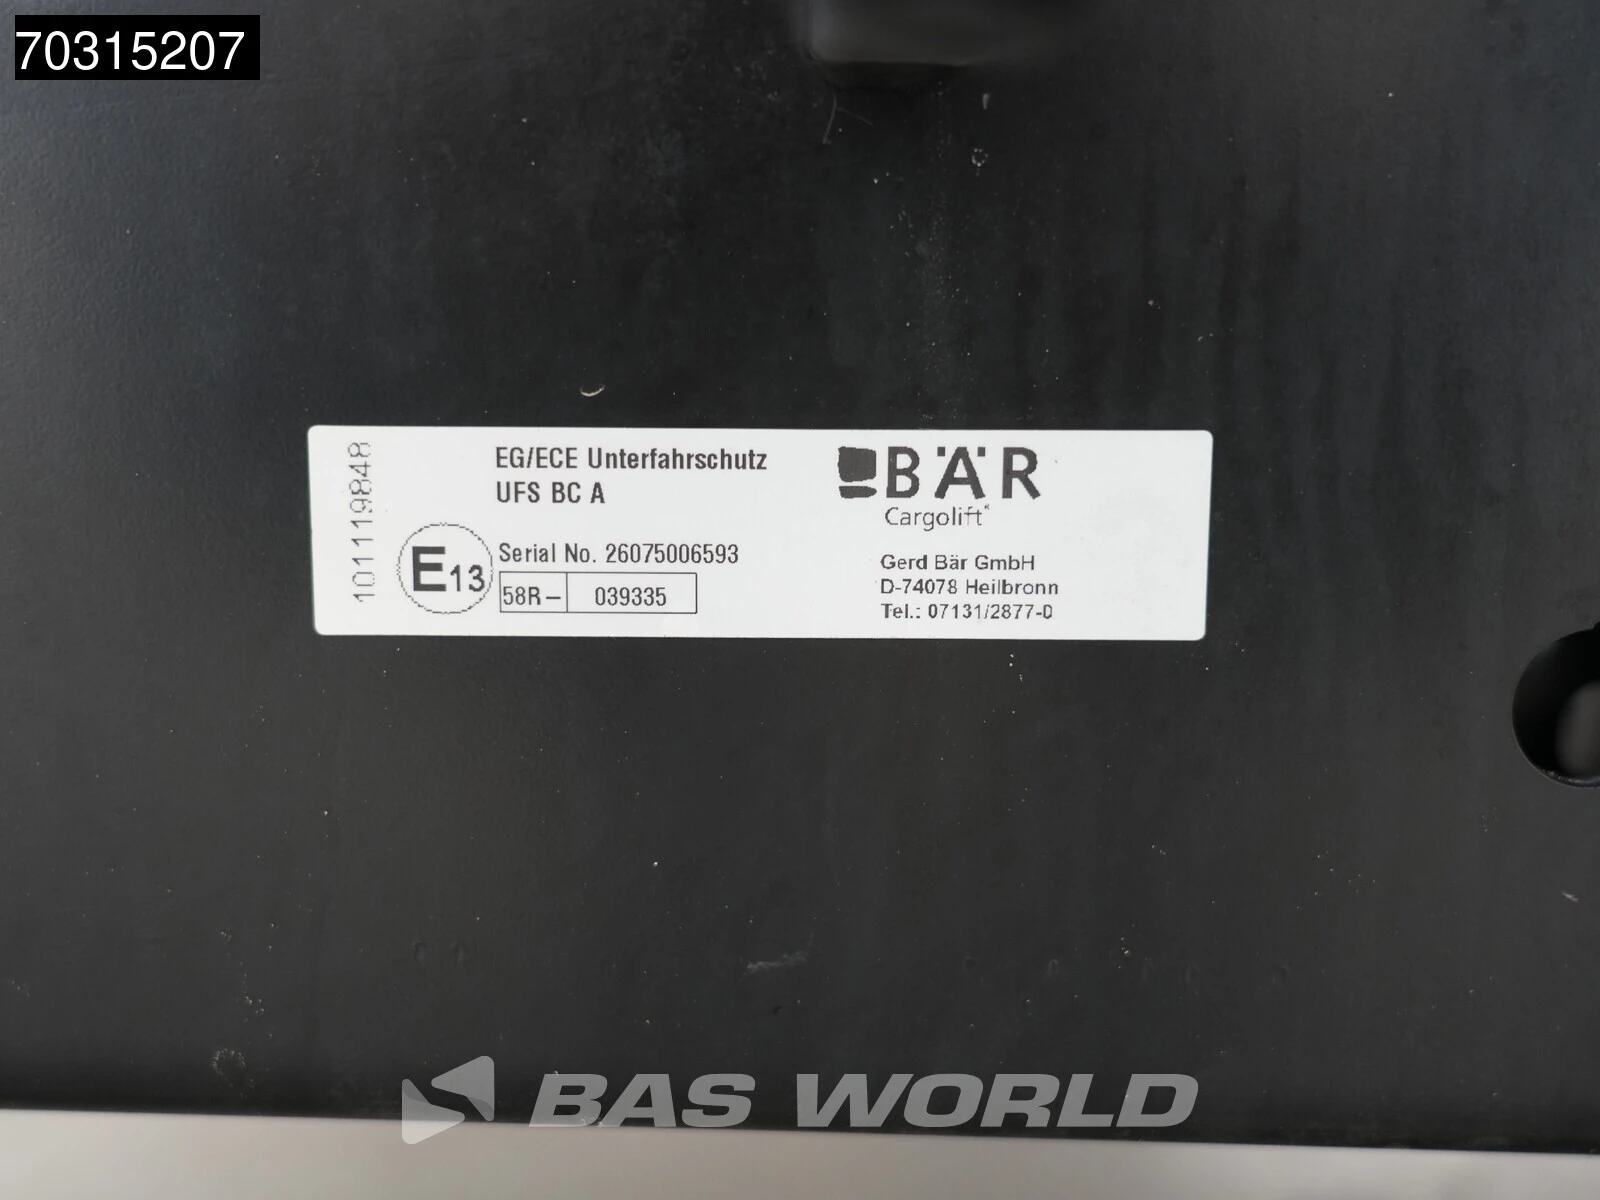 70315207
101119848
EG/ECE Unterfahrschutz
UFS BC A
E13
Serial No. 26075006593
58R– 039335
BÄR
Cargolift
Gerd Bär GmbH
D-74078 Heilbronn
Tel.: 07131/2877-0
BAS WORLD